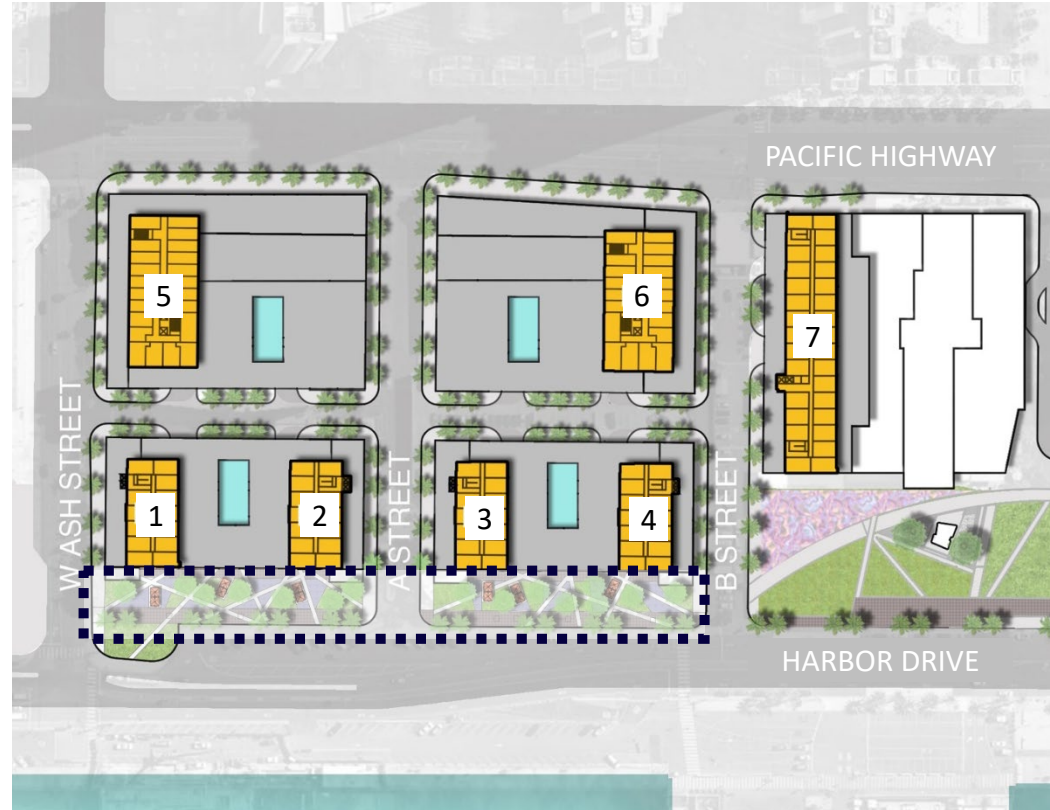 PACIFIC HIGHWAY
5
6
7
W ASH STREET
A STREET
B STREET
1
2
3
4
HARBOR DRIVE